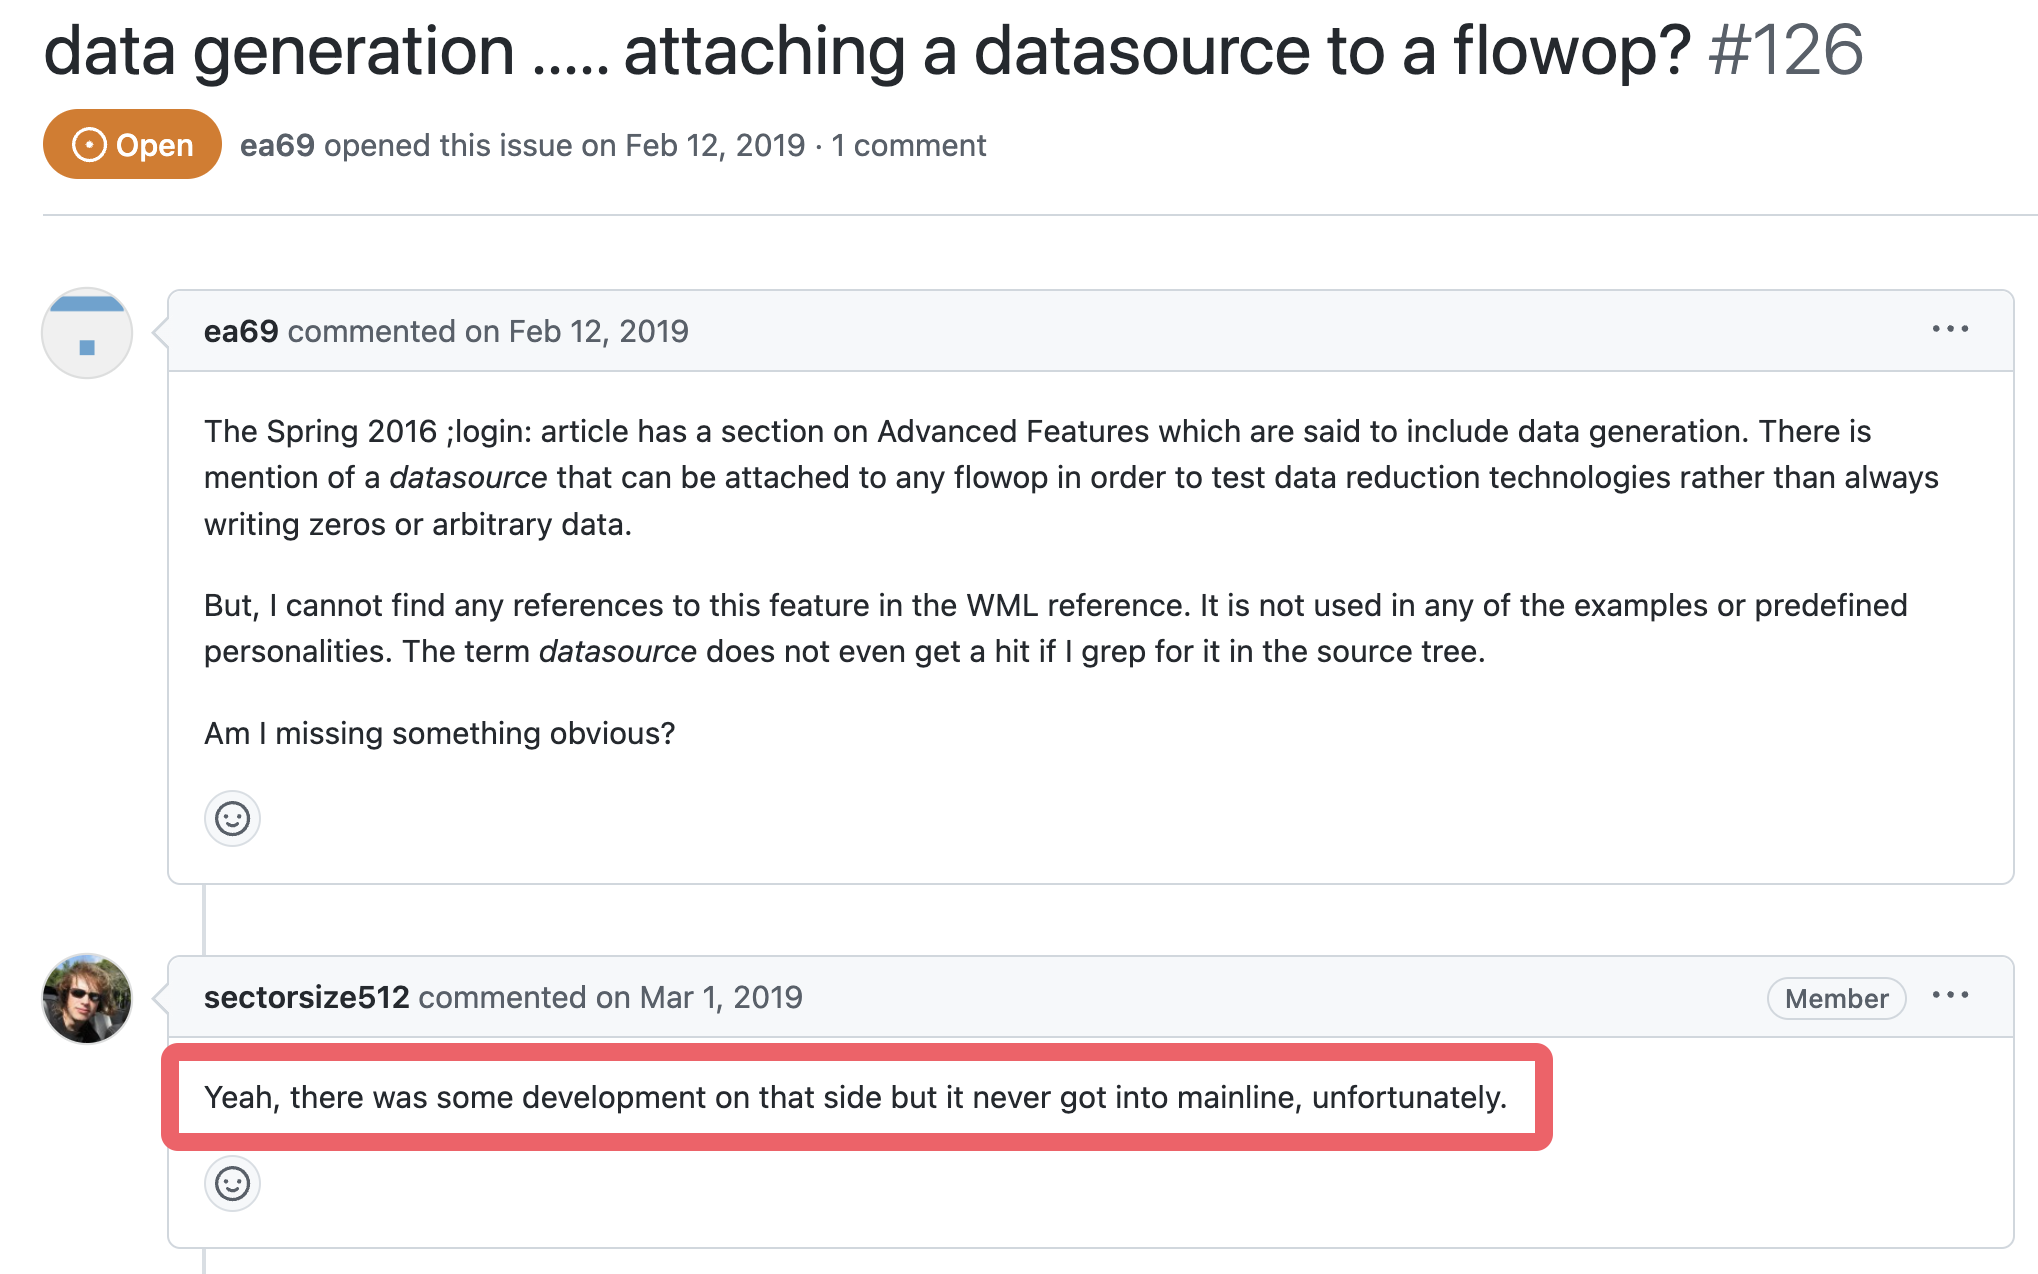 data generation ..... attaching a datasource to a flowop? #126
Open ea69 opened this issue on Feb 12, 2019 · 1 comment
ea69 commented on Feb 12, 2019
The Spring 2016 ;login: article has a section on Advanced Features which are said to include data generation. There is
mention of a datasource that can be attached to any flowop in order to test data reduction technologies rather than always
writing zeros or arbitrary data.
But, I cannot find any references to this feature in the WML reference. It is not used in any of the examples or predefined
personalities. The term datasource does not even get a hit if I grep for it in the source tree.
Am I missing something obvious?
sectorsize512 commented on Mar 1, 2019 Member
Yeah, there was some development on that side but it never got into mainline, unfortunately.